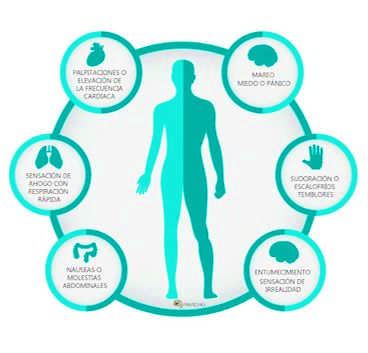 PALPITACIONES O
ELEVACIÓN DE
LA FRECUENCIA
CARDIACA
MAREO
MIEDO O PÁNICO
SENSACIÓN DE
AHOGO CON
RESPIRACIÓN
RÁPIDA
SUDORACIÓN O
ESCALOFRÍOS
TEMBLORES
NAUSEAS O
MOLESTIAS
ABDOMINALES
ENTUMECIMIENTO
SENSACIÓN DE
IRREALIDAD